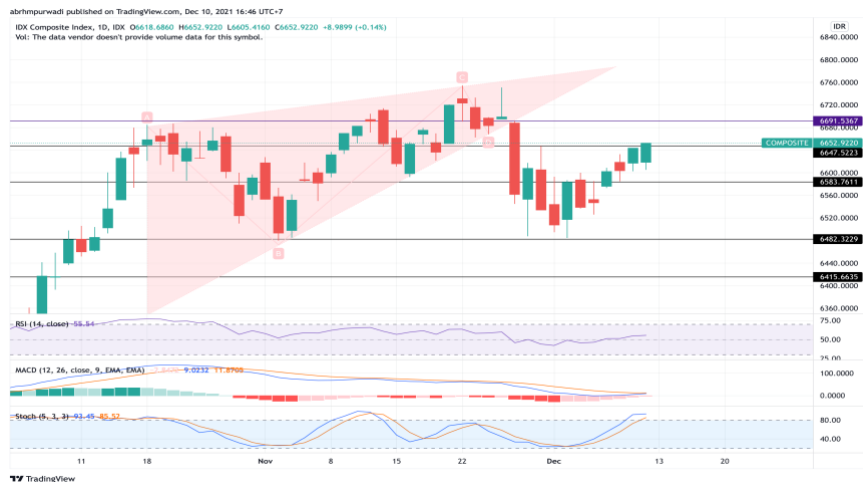 abrhmpurwadi published on TradingView.com, Dec 10, 2021 16:46 UTC+7
IDX Composite Index, 1D, IDX O6618.6860 H6652.9220 L6605.4160 C6652.9220 +8.9899 (+0.14%)
Vol: The data vendor doesn't provide volume data for this symbol.
IDR
6840.0000
6800.0000
6760.0000
6720.0000
6691.5367
6680.0000
COMPOSITE 6652.9220
6647.5223
6600.0000
6583.7611
6560.0000
6520.0000
6482.3229
6440.0000
6415.6635
6400.0000
6360.0000
A
B
C
D
RSI (14, close) 55.54
75.00
50.00
25.00
MACD (12, 26, close, 9, EMA, EMA) 9.0232
100.0000
0.0000
Stoch (5, 3, 3) 93.45 85.52
80.00
40.00
11 18 Nov 8 15 22 Dec 13 20
TradingView